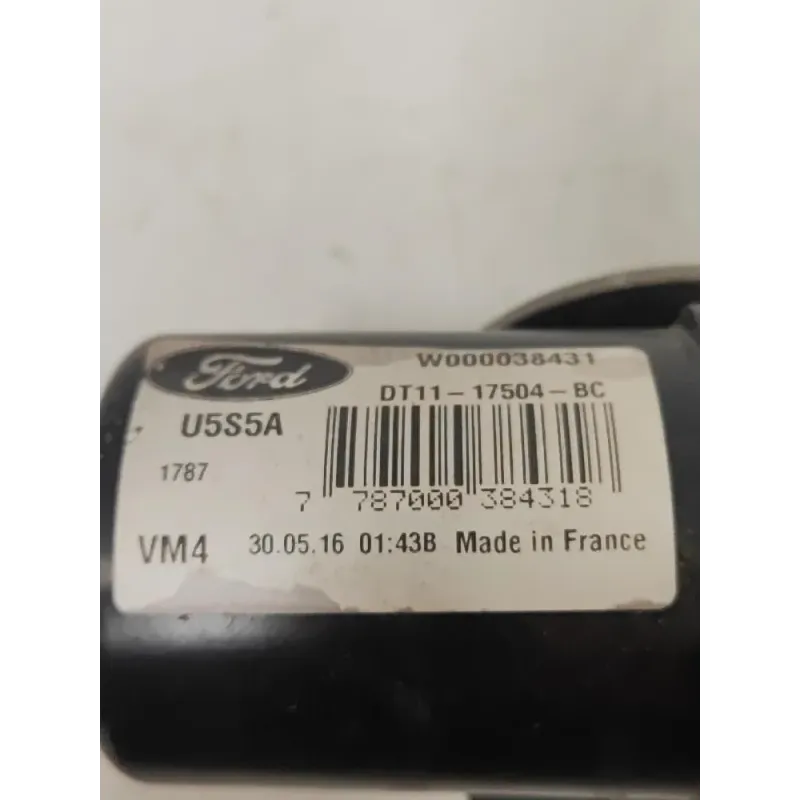 Ford
W000038431
DT11-17504-BC
U5S5A
1787
7 787000 384318
VM4 30.05.16 01:43B Made in France